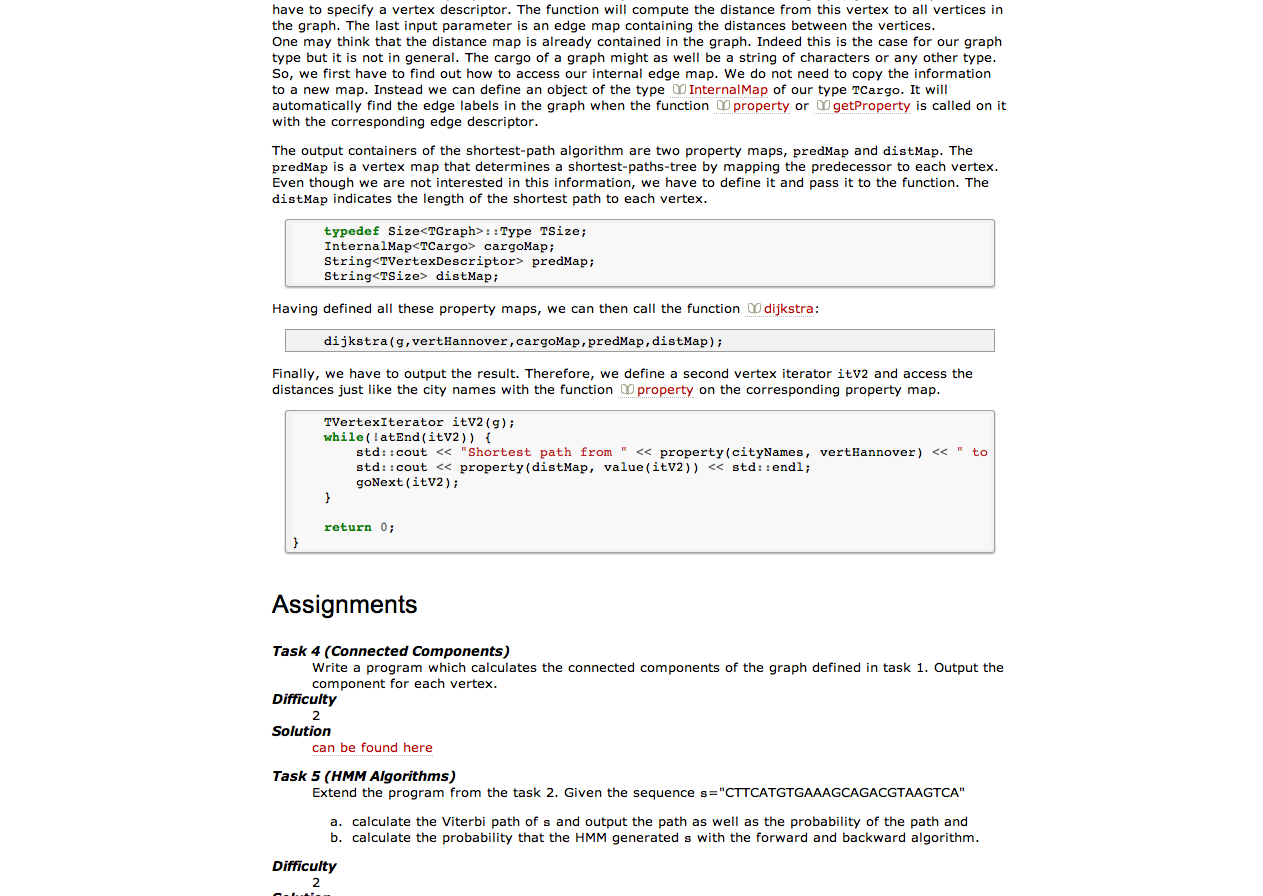 have to specify a vertex descriptor. The function will compute the distance from this vertex to all vertices in
the graph. The last input parameter is an edge map containing the distances between the vertices.
One may think that the distance map is already contained in the graph. Indeed this is the case for our graph
type but it is not in general. The cargo of a graph might as well be a string of characters or any other type.
So, we first have to find out how to access our internal edge map. We do not need to copy the information
to a new map. Instead we can define an object of the type InternalMap of our type TCargo. It will
automatically find the edge labels in the graph when the function property or getProperty is called on it
with the corresponding edge descriptor.
The output containers of the shortest-path algorithm are two property maps, predMap and distMap. The
predMap is a vertex map that determines a shortest-paths-tree by mapping the predecessor to each vertex.
Even though we are not interested in this information, we have to define it and pass it to the function. The
distMap indicates the length of the shortest path to each vertex.
typedef Size<TGraph>::Type TSize;
InternalMap<TCargo> cargoMap;
String<TVertexDescriptor> predMap;
String<TSize> distMap;
Having defined all these property maps, we can then call the function dijkstra:
dijkstra(g,vertHannover,cargoMap,predMap,distMap);
Finally, we have to output the result. Therefore, we define a second vertex iterator itV2 and access the
distances just like the city names with the function property on the corresponding property map.
TVertexIterator itV2(g);
while(!atEnd(itV2)) {
std::cout << "Shortest path from " << property(cityNames, vertHannover) << " to
std::cout << property(distMap, value(itV2)) << std::endl;
goNext(itV2);
}
return 0;
}
Assignments
Task 4 (Connected Components)
Write a program which calculates the connected components of the graph defined in task 1. Output the
component for each vertex.
Difficulty
2
Solution
can be found here
Task 5 (HMM Algorithms)
Extend the program from the task 2. Given the sequence s="CTTCATGTGAAAGCAGACGTAAGTCA"
a. calculate the Viterbi path of s and output the path as well as the probability of the path and
b. calculate the probability that the HMM generated s with the forward and backward algorithm.
Difficulty
2
Solution